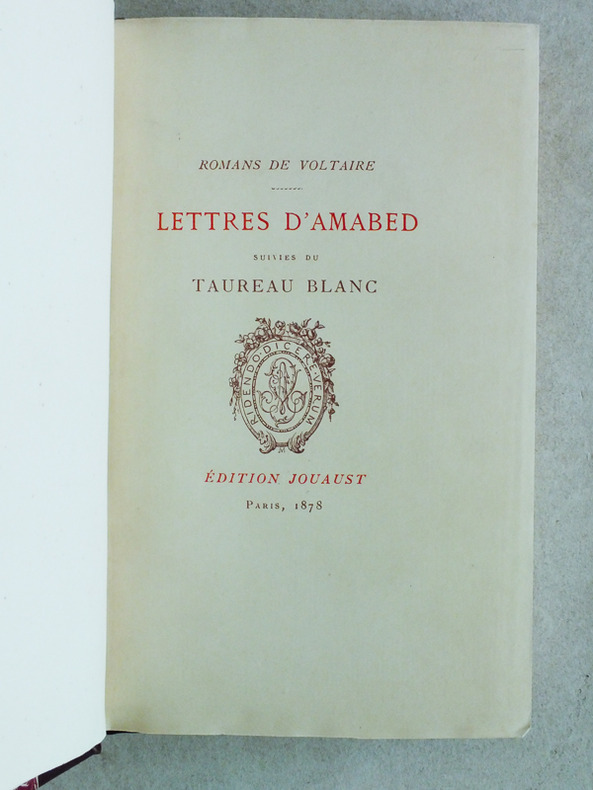 ROMANS DE VOLTAIRE
LETTRES D'AMABED
SUIVIES DU
TAUREAU BLANC
RIDENDO·DICERE·VERUM
M
ÉDITION JOUAUST
PARIS, 1878